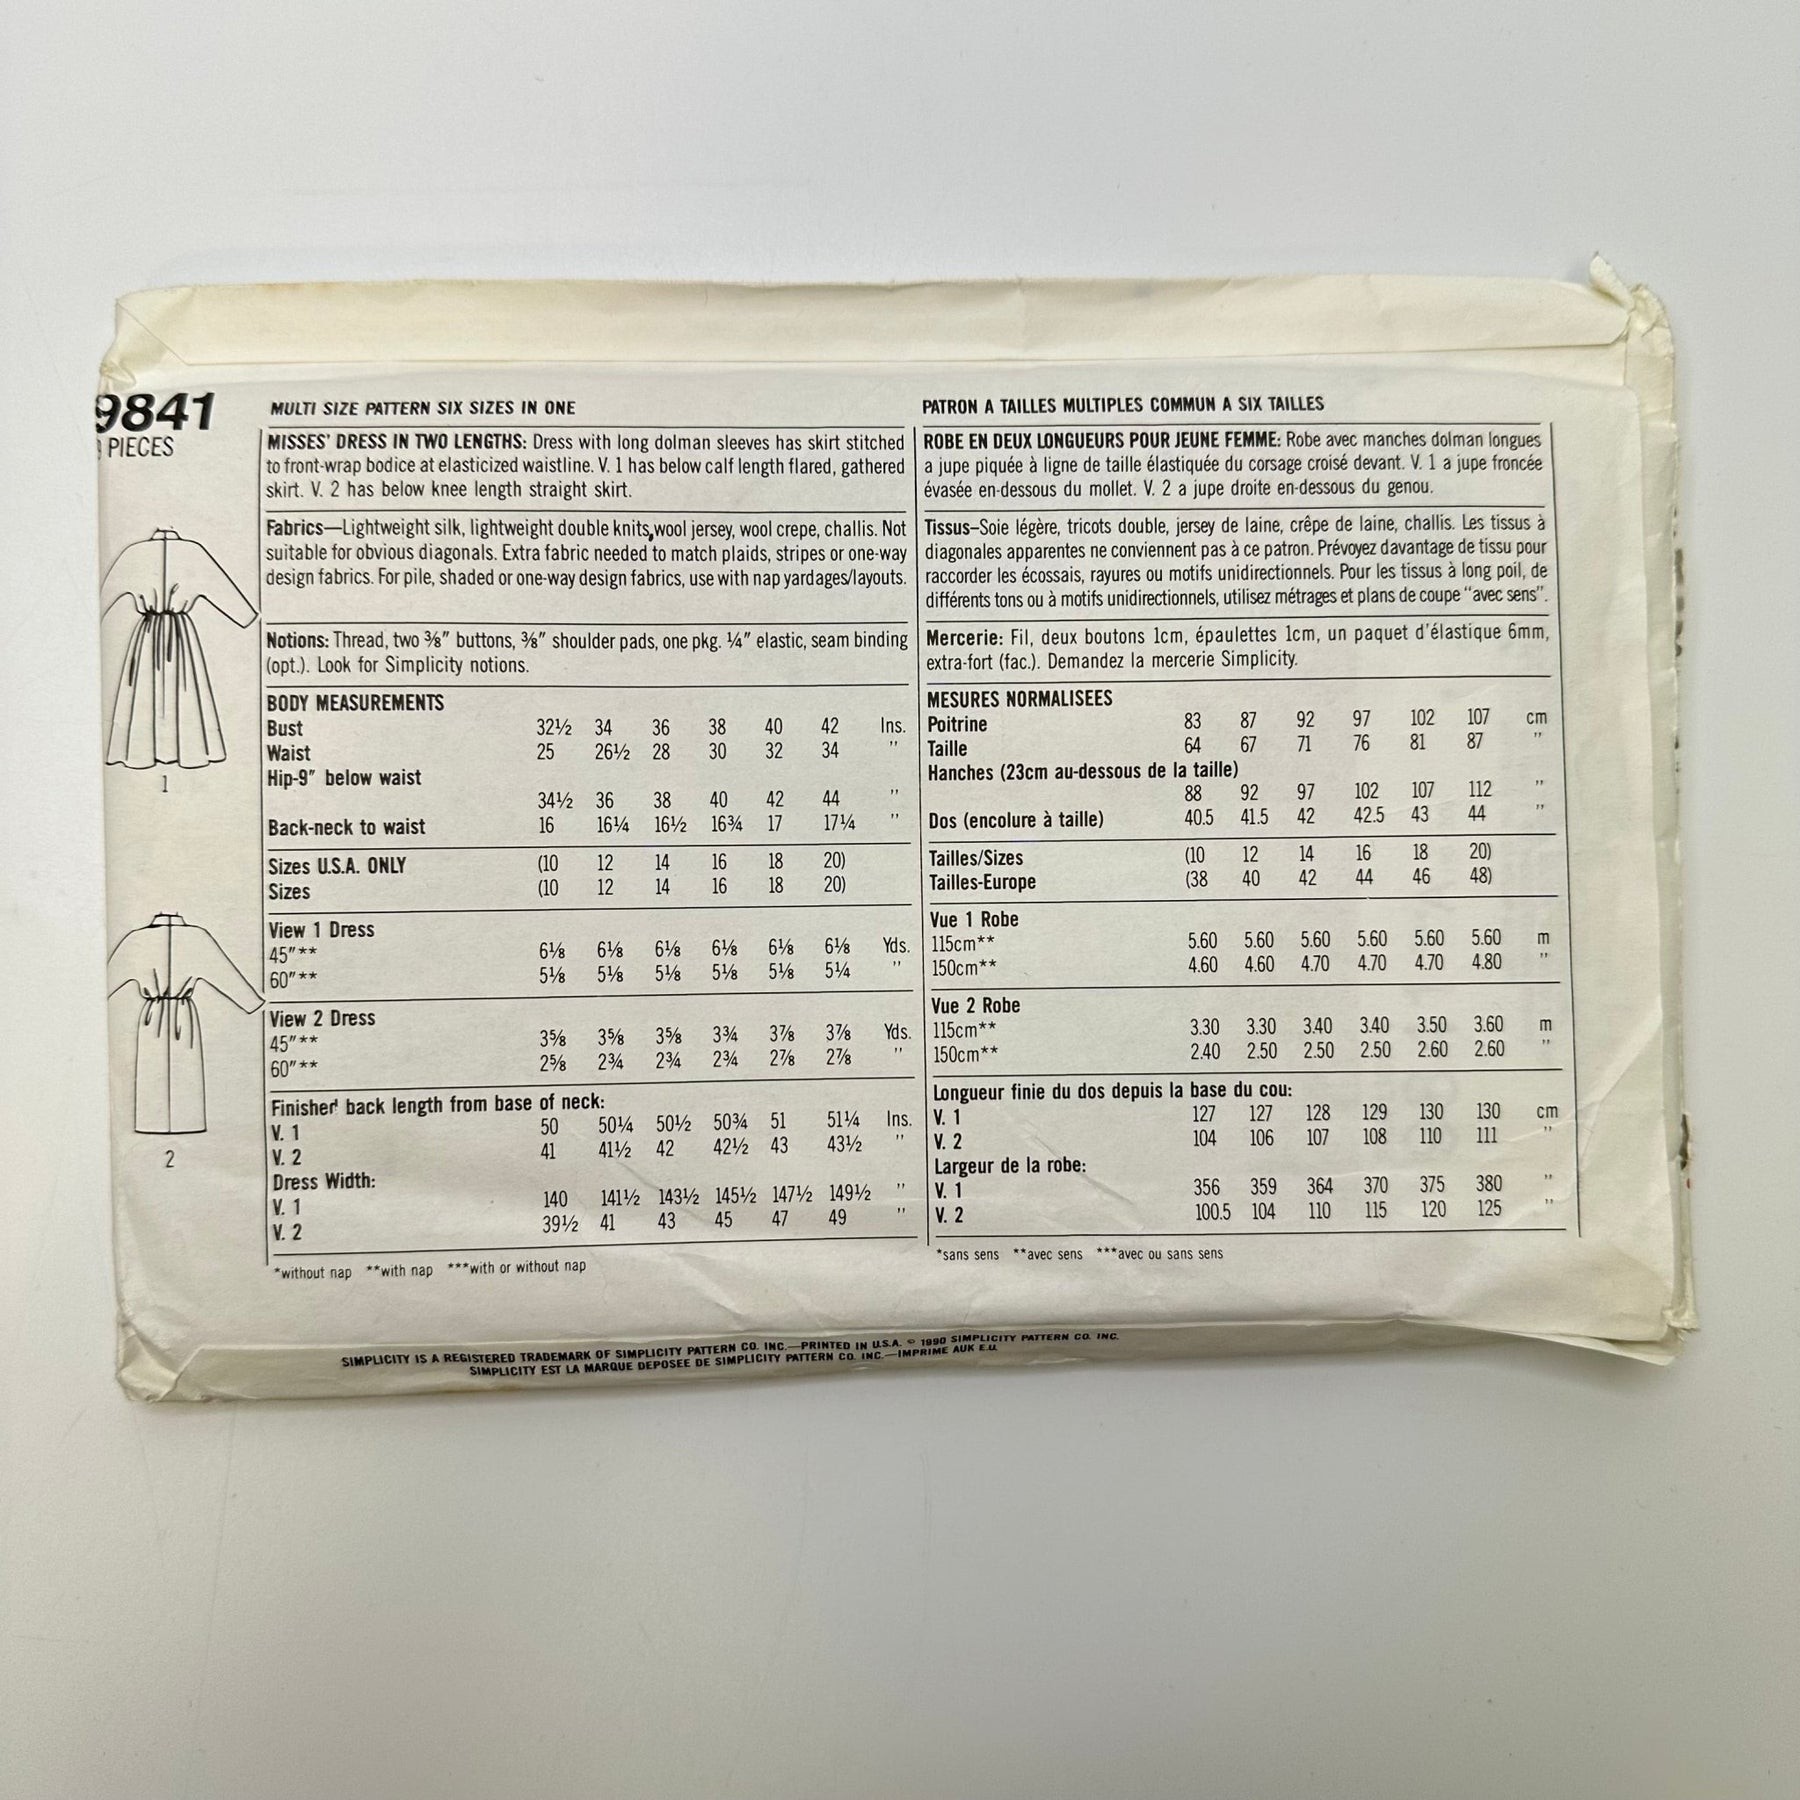 9841
PIECES
1
2
MULTI SIZE PATTERN SIX SIZES IN ONE
MISSES' DRESS IN TWO LENGTHS: Dress with long dolman sleeves has skirt stitched
to front-wrap bodice at elasticized waistline. V. 1 has below calf length flared, gathered
skirt. V. 2 has below knee length straight skirt.
Fabrics—Lightweight silk, lightweight double knits, wool jersey, wool crepe, challis. Not
suitable for obvious diagonals. Extra fabric needed to match plaids, stripes or one-way
design fabrics. For pile, shaded or one-way design fabrics, use with nap yardages/layouts.
Notions: Thread, two ⅜" buttons, ⅜" shoulder pads, one pkg. ¼" elastic, seam binding
(opt.). Look for Simplicity notions.
BODY MEASUREMENTS
Bust 32½ 34 36 38 40 42 Ins.
Waist 25 26½ 28 30 32 34 "
Hip-9" below waist
34½ 36 38 40 42 44 "
Back-neck to waist 16 16¼ 16½ 16¾ 17 17¼ "
Sizes U.S.A. ONLY (10 12 14 16 18 20)
Sizes (10 12 14 16 18 20)
View 1 Dress
45"** 6⅛ 6⅛ 6⅛ 6⅛ 6⅛ 6⅛ Yds.
60"** 5⅛ 5⅛ 5⅛ 5⅛ 5⅛ 5¼ "
View 2 Dress
45"** 3⅝ 3⅝ 3⅝ 3¾ 3⅞ 3⅞ Yds.
60"** 2⅝ 2¾ 2¾ 2¾ 2⅞ 2⅞ "
Finished back length from base of neck:
V. 1 50 50¼ 50½ 50¾ 51 51¼ Ins.
V. 2 41 41½ 42 42½ 43 43½ "
Dress Width:
V. 1 140 141½ 143½ 145½ 147½ 149½ "
V. 2 39½ 41 43 45 47 49 "
*without nap **with nap ***with or without nap
PATRON A TAILLES MULTIPLES COMMUN A SIX TAILLES
ROBE EN DEUX LONGUEURS POUR JEUNE FEMME: Robe avec manches dolman longues
a jupe piquée à ligne de taille élastiquée du corsage croisé devant. V. 1 a jupe froncée
évasée en-dessous du mollet. V. 2 a jupe droite en-dessous du genou.
Tissus–Soie légère, tricots double, jersey de laine, crêpe de laine, challis. Les tissus à
diagonales apparentes ne conviennent pas à ce patron. Prévoyez davantage de tissu pour
raccorder les écossais, rayures ou motifs unidirectionnels. Pour les tissus à long poil, de
différents tons ou à motifs unidirectionnels, utilisez métrages et plans de coupe "avec sens".
Mercerie: Fil, deux boutons 1cm, épaulettes 1cm, un paquet d'élastique 6mm,
extra-fort (fac.). Demandez la mercerie Simplicity.
MESURES NORMALISEES
Poitrine 83 87 92 97 102 107 cm
Taille 64 67 71 76 81 87 "
Hanches (23cm au-dessous de la taille)
88 92 97 102 107 112 "
Dos (encolure à taille) 40.5 41.5 42 42.5 43 44 "
Tailles/Sizes (10 12 14 16 18 20)
Tailles-Europe (38 40 42 44 46 48)
Vue 1 Robe
115cm** 5.60 5.60 5.60 5.60 5.60 5.60 m
150cm** 4.60 4.60 4.70 4.70 4.70 4.80 "
Vue 2 Robe
115cm** 3.30 3.30 3.40 3.40 3.50 3.60 m
150cm** 2.40 2.50 2.50 2.50 2.60 2.60 "
Longueur finie du dos depuis la base du cou:
V. 1 127 127 128 129 130 130 cm
V. 2 104 106 107 108 110 111 "
Largeur de la robe:
V. 1 356 359 364 370 375 380 "
V. 2 100.5 104 110 115 120 125 "
*sans sens **avec sens ***avec ou sans sens
SIMPLICITY IS A REGISTERED TRADEMARK OF SIMPLICITY PATTERN CO. INC.—PRINTED IN U.S.A. © 1990 SIMPLICITY PATTERN CO. INC.
SIMPLICITY EST LA MARQUE DEPOSEE DE SIMPLICITY PATTERN CO. INC.—IMPRIME AUX E.U.